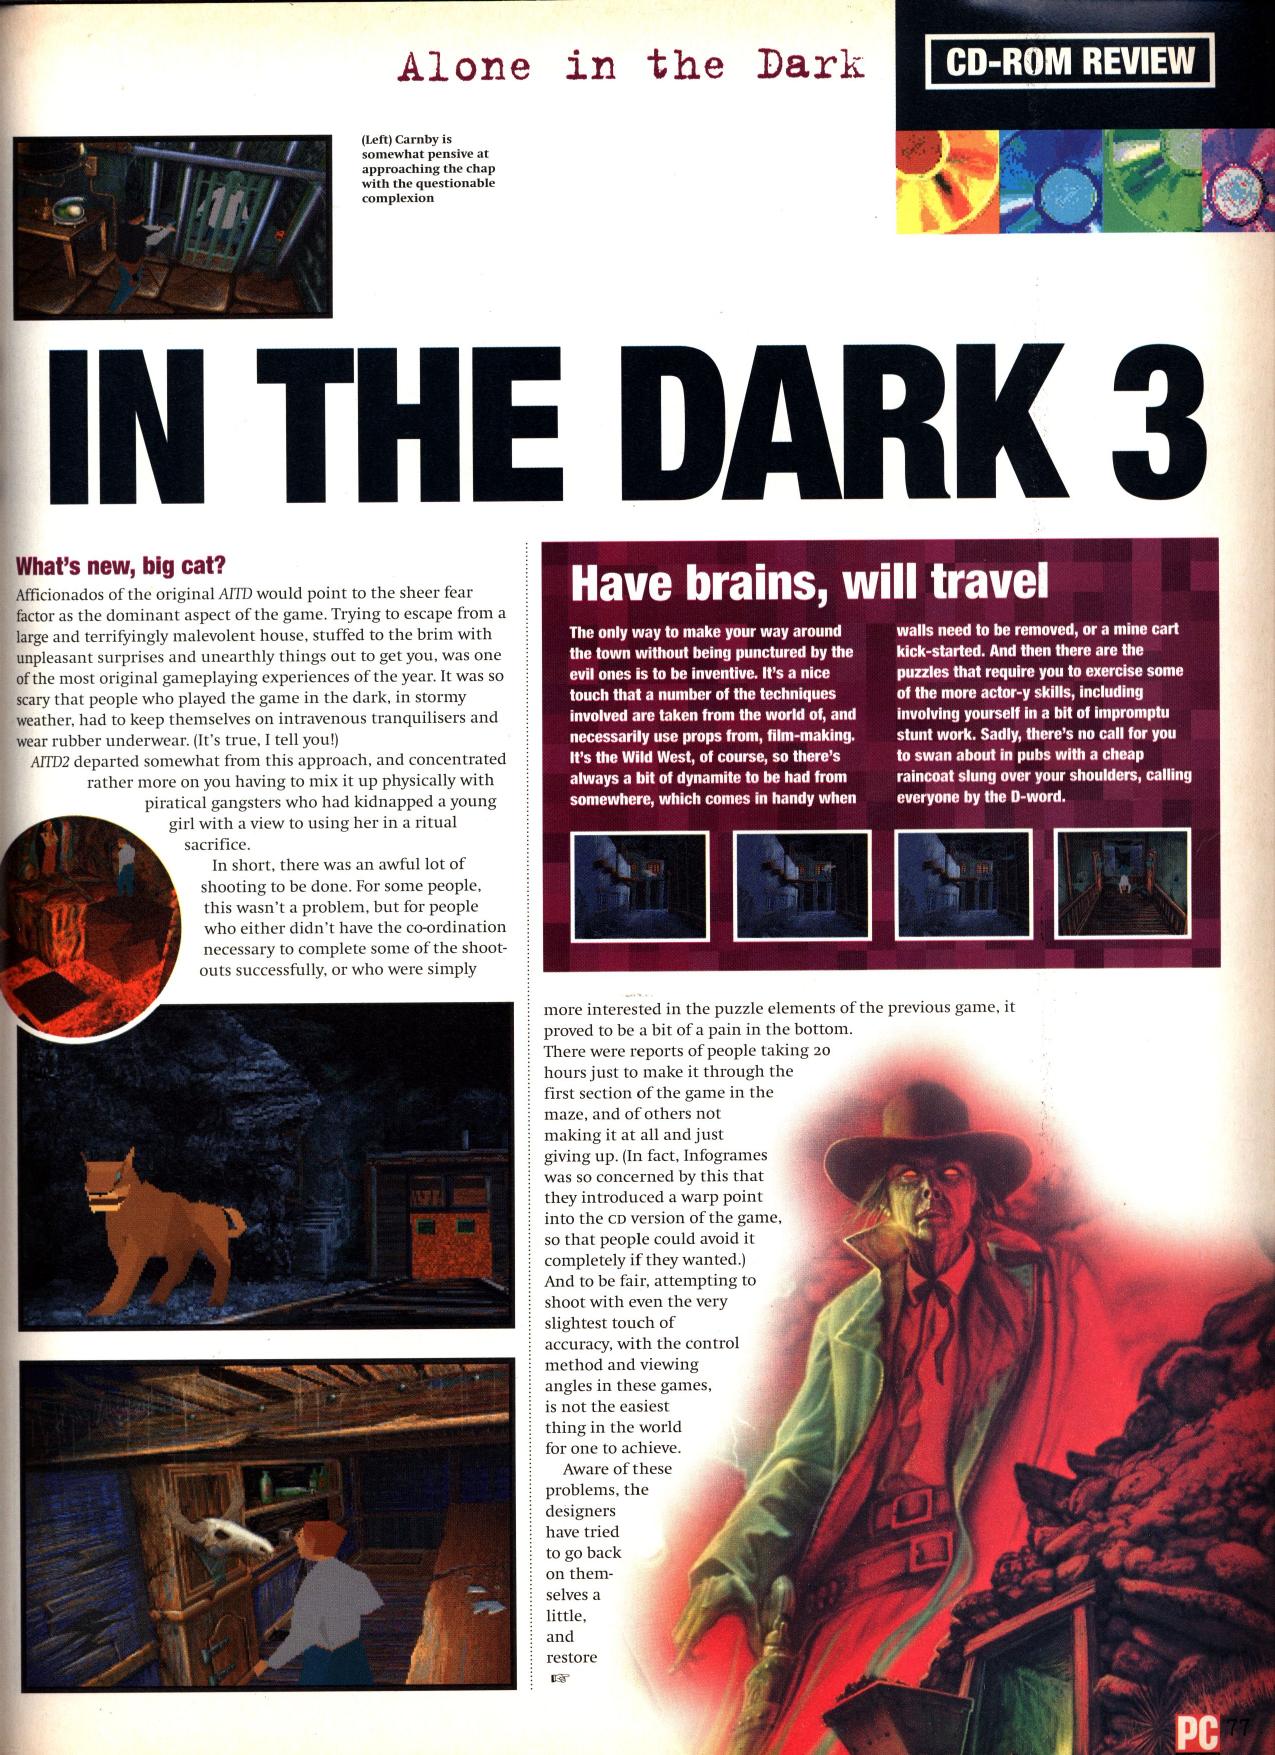 Alone in the Dark
CD-ROM REVIEW
(Left) Carnby is
somewhat pensive at
approaching the chap
with the questionable
complexion
IN THE DARK 3
What's new, big cat?
Afficionados of the original AITD would point to the sheer fear
factor as the dominant aspect of the game. Trying to escape from a
large and terrifyingly malevolent house, stuffed to the brim with
unpleasant surprises and unearthly things out to get you, was one
of the most original gameplaying experiences of the year. It was so
scary that people who played the game in the dark, in stormy
weather, had to keep themselves on intravenous tranquilisers and
wear rubber underwear. (It's true, I tell you!)
AITD2 departed somewhat from this approach, and concentrated
rather more on you having to mix it up physically with
piratical gangsters who had kidnapped a young
girl with a view to using her in a ritual
sacrifice.
In short, there was an awful lot of
shooting to be done. For some people,
this wasn't a problem, but for people
who either didn't have the co-ordination
necessary to complete some of the shoot-
outs successfully, or who were simply
Have brains, will travel
The only way to make your way around
the town without being punctured by the
evil ones is to be inventive. It's a nice
touch that a number of the techniques
involved are taken from the world of, and
necessarily use props from, film-making.
It's the Wild West, of course, so there's
always a bit of dynamite to be had from
somewhere, which comes in handy when
walls need to be removed, or a mine cart
kick-started. And then there are the
puzzles that require you to exercise some
of the more actor-y skills, including
involving yourself in a bit of impromptu
stunt work. Sadly, there's no call for you
to swan about in pubs with a cheap
raincoat slung over your shoulders, calling
everyone by the D-word.
more interested in the puzzle elements of the previous game, it
proved to be a bit of a pain in the bottom.
There were reports of people taking 20
hours just to make it through the
first section of the game in the
maze, and of others not
making it at all and just
giving up. (In fact, Infogrames
was so concerned by this that
they introduced a warp point
into the CD version of the game,
so that people could avoid it
completely if they wanted.)
And to be fair, attempting to
shoot with even the very
slightest touch of
accuracy, with the control
method and viewing
angles in these games,
is not the easiest
thing in the world
for one to achieve.
Aware of these
problems, the
designers
have tried
to go back
on them-
selves a
little,
and
restore
PC 77